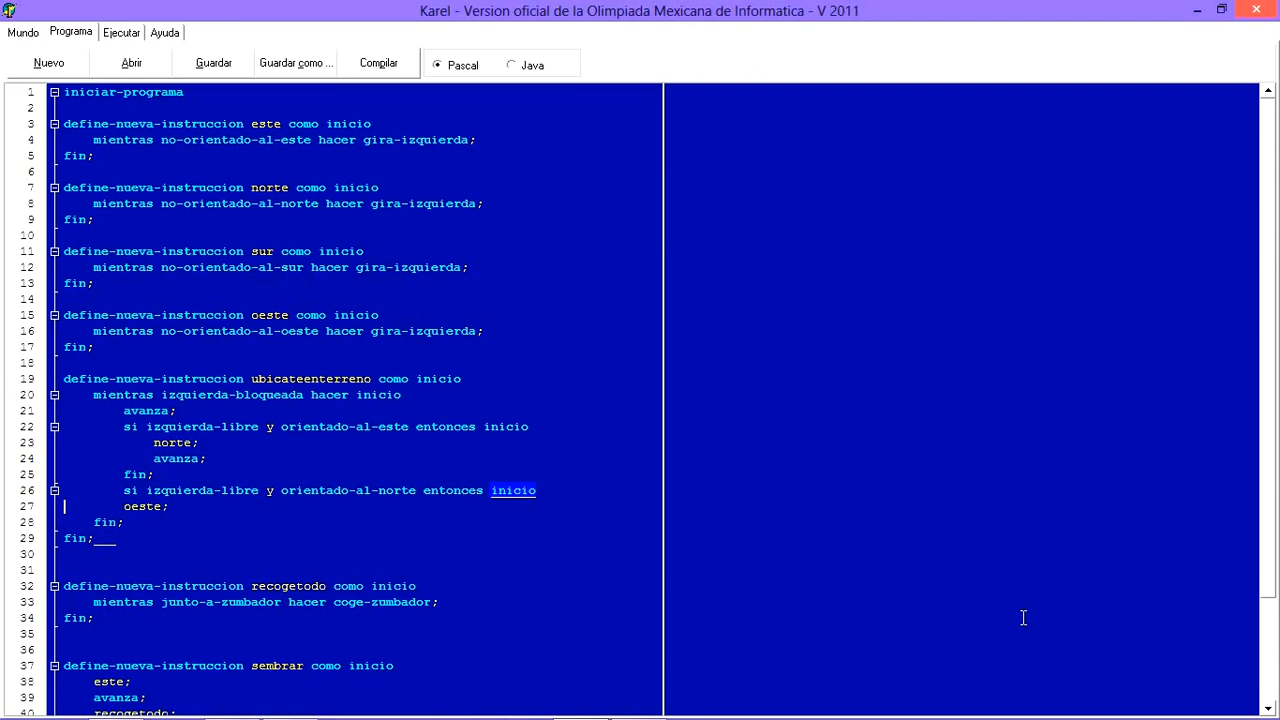 Karel - Version oficial de la Olimpiada Mexicana de Informatica - V 2011
Mundo Programa Ejecutar Ayuda
Nuevo Abrir Guardar Guardar como ... Compilar Pascal Java
1 iniciar-programa
2
3 define-nueva-instruccion este como inicio
4 mientras no-orientado-al-este hacer gira-izquierda;
5 fin;
6
7 define-nueva-instruccion norte como inicio
8 mientras no-orientado-al-norte hacer gira-izquierda;
9 fin;
10
11 define-nueva-instruccion sur como inicio
12 mientras no-orientado-al-sur hacer gira-izquierda;
13 fin;
14
15 define-nueva-instruccion oeste como inicio
16 mientras no-orientado-al-oeste hacer gira-izquierda;
17 fin;
18
19 define-nueva-instruccion ubicateenterreno como inicio
20 mientras izquierda-bloqueada hacer inicio
21 avanza;
22 si izquierda-libre y orientado-al-este entonces inicio
23 norte;
24 avanza;
25 fin;
26 si izquierda-libre y orientado-al-norte entonces inicio
27 oeste;
28 fin;
29 fin;
30
31
32 define-nueva-instruccion recogetodo como inicio
33 mientras junto-a-zumbador hacer coge-zumbador;
34 fin;
35
36
37 define-nueva-instruccion sembrar como inicio
38 este;
39 avanza;
40 recogetodo;